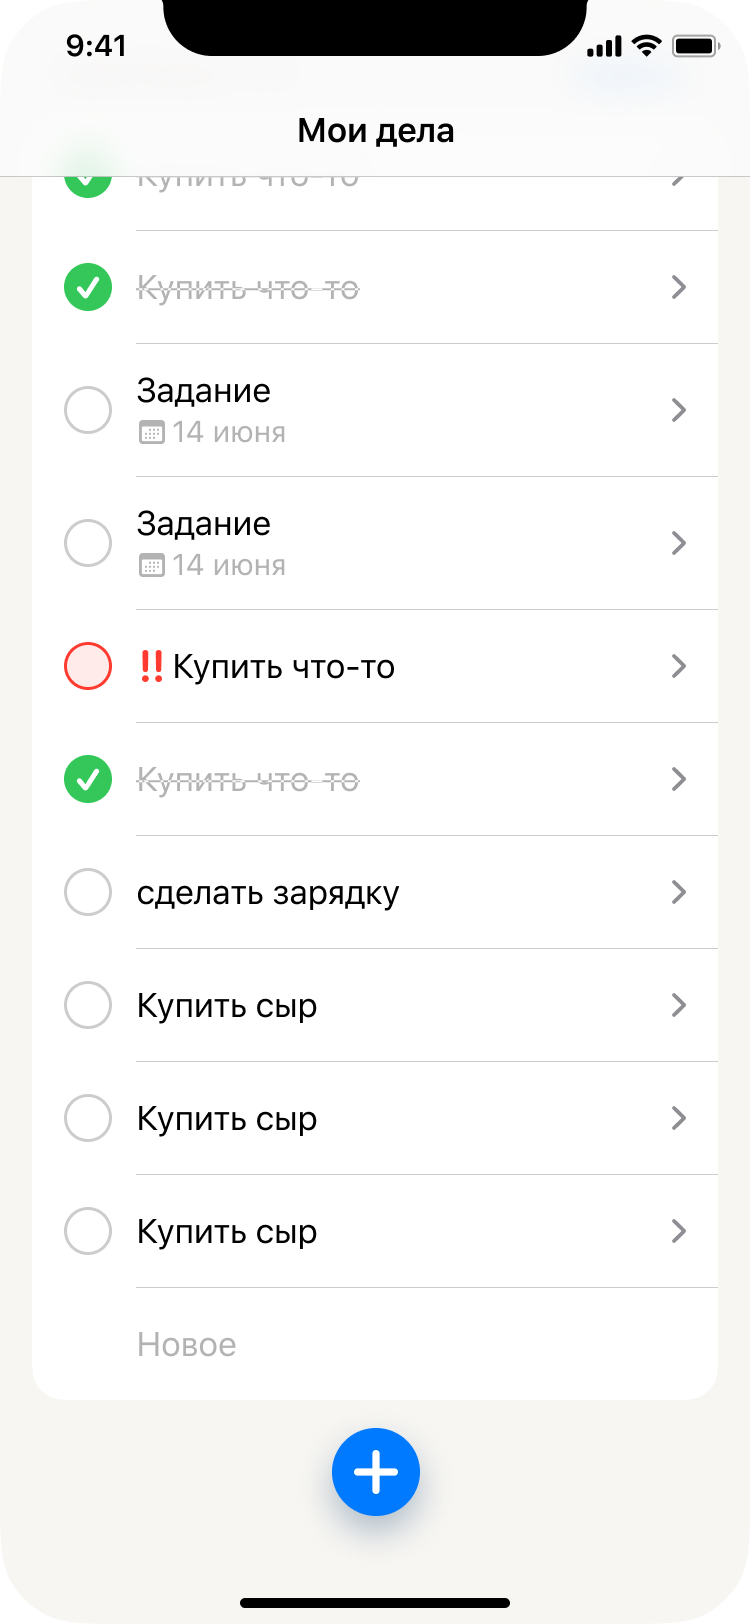 9:41
Мои дела
Купить что-то
Купить что-то
Задание
14 июня
Задание
14 июня
‼Купить что-то
Купить что-то
сделать зарядку
Купить сыр
Купить сыр
Купить сыр
Новое